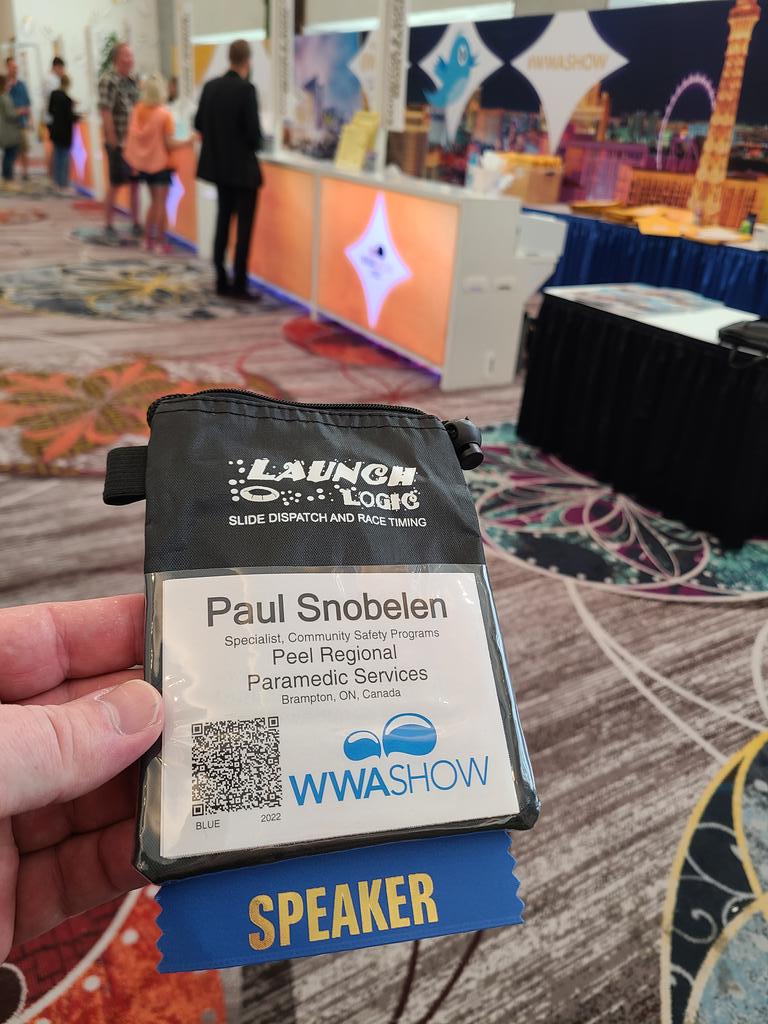 #WWASHOW
LAUNCH
LOGIC
SLIDE DISPATCH AND RACE TIMING
Paul Snobelen
Specialist, Community Safety Programs
Peel Regional
Paramedic Services
Brampton, ON, Canada
WWASHOW
BLUE 2022
SPEAKER